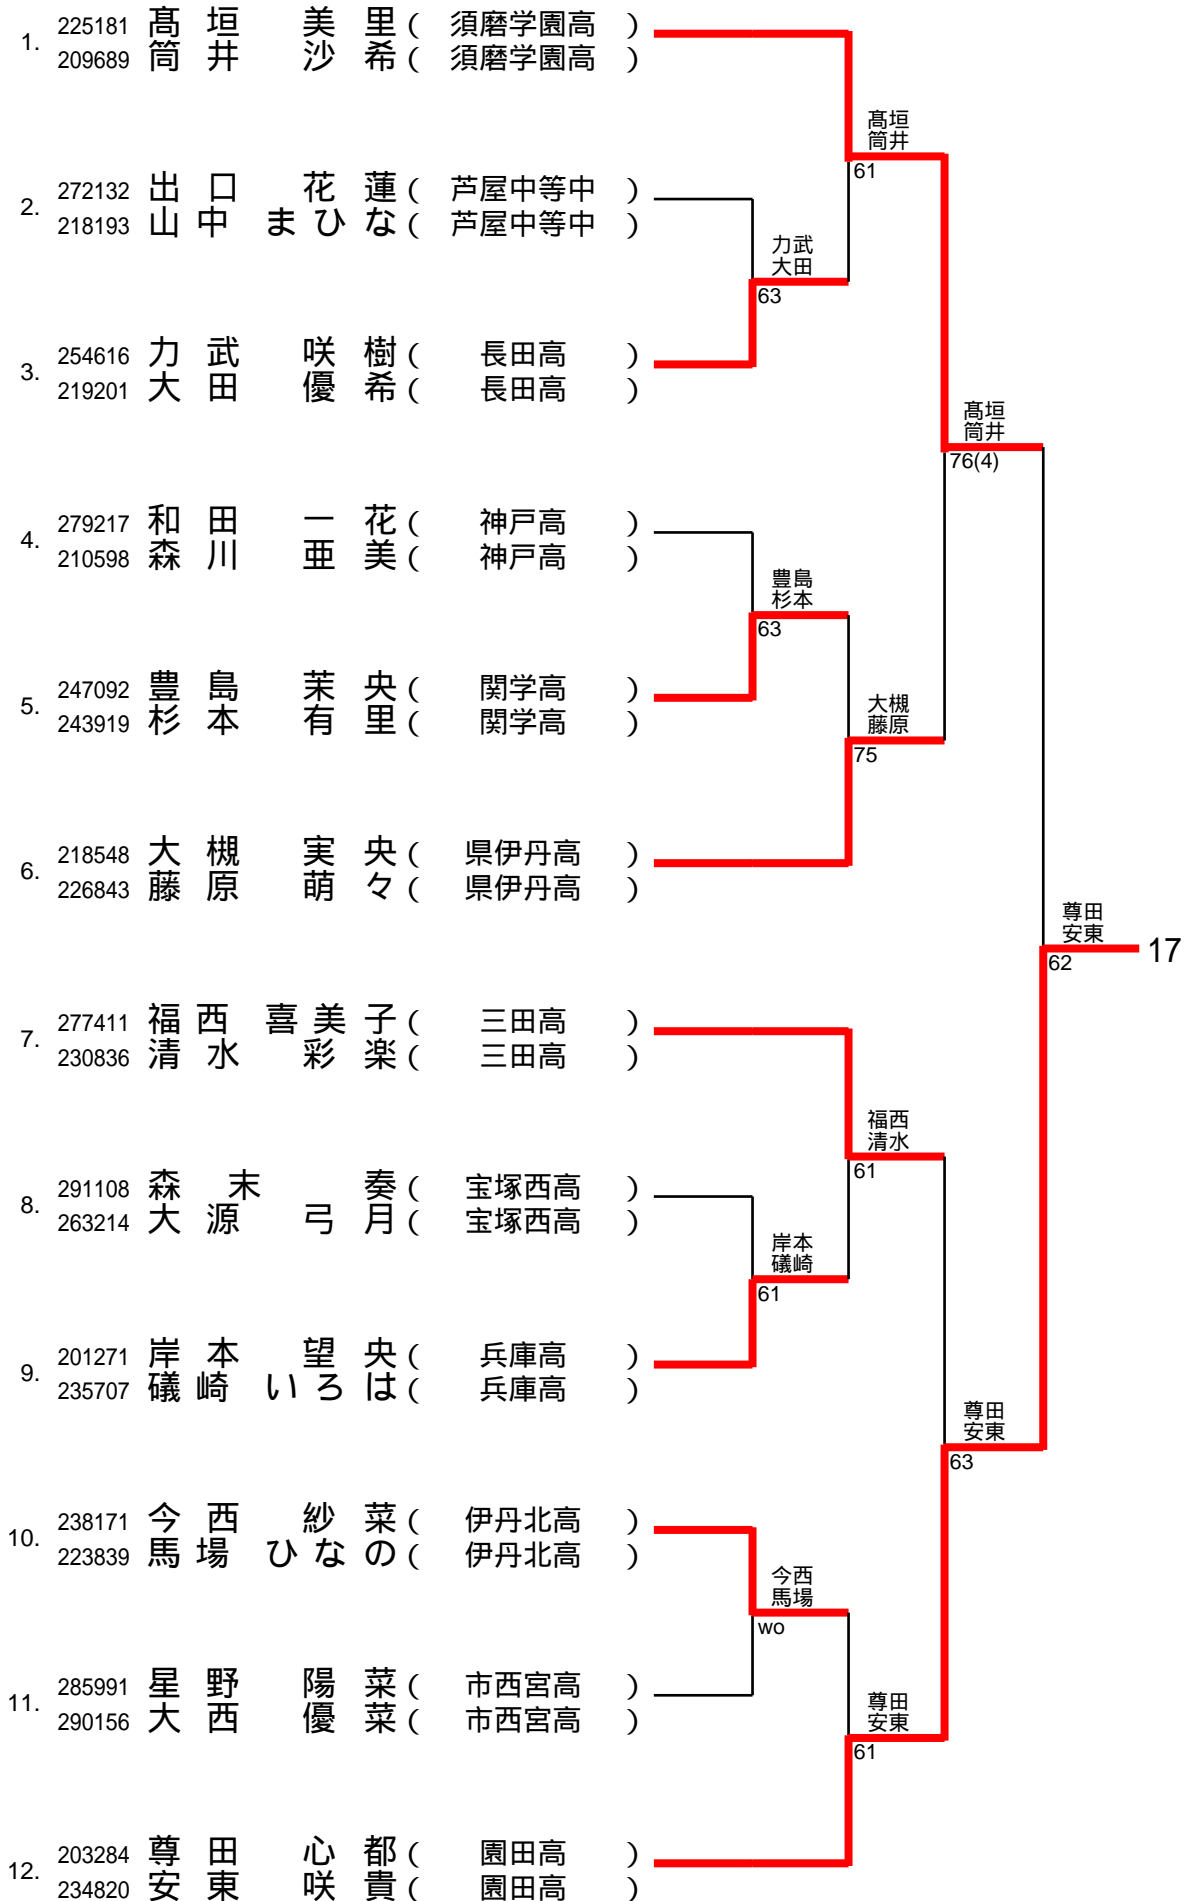 1. 225181 髙垣 美里 ( 須磨学園高 )
209689 筒井 沙希 ( 須磨学園高 )
髙垣
筒井
61
2. 272132 出口 花蓮 ( 芦屋中等中 )
218193 山中 まひな ( 芦屋中等中 )
力武
大田
63
3. 254616 力武 咲樹 ( 長田高 )
219201 大田 優希 ( 長田高 )
髙垣
筒井
76(4)
4. 279217 和田 一花 ( 神戸高 )
210598 森川 亜美 ( 神戸高 )
豊島
杉本
63
5. 247092 豊島 茉央 ( 関学高 )
243919 杉本 有里 ( 関学高 )
大槻
藤原
75
6. 218548 大槻 実央 ( 県伊丹高 )
226843 藤原 萌々 ( 県伊丹高 )
尊田
安東
62
17
7. 277411 福西 喜美子 ( 三田高 )
230836 清水 彩楽 ( 三田高 )
福西
清水
61
8. 291108 森末 奏 ( 宝塚西高 )
263214 大源 弓月 ( 宝塚西高 )
岸本
礒崎
61
9. 201271 岸本 望央 ( 兵庫高 )
235707 礒崎 いろは ( 兵庫高 )
尊田
安東
63
10. 238171 今西 紗菜 ( 伊丹北高 )
223839 馬場 ひなの ( 伊丹北高 )
今西
馬場
wo
11. 285991 星野 陽菜 ( 市西宮高 )
290156 大西 優菜 ( 市西宮高 )
尊田
安東
61
12. 203284 尊田 心都 ( 園田高 )
234820 安東 咲貴 ( 園田高 )